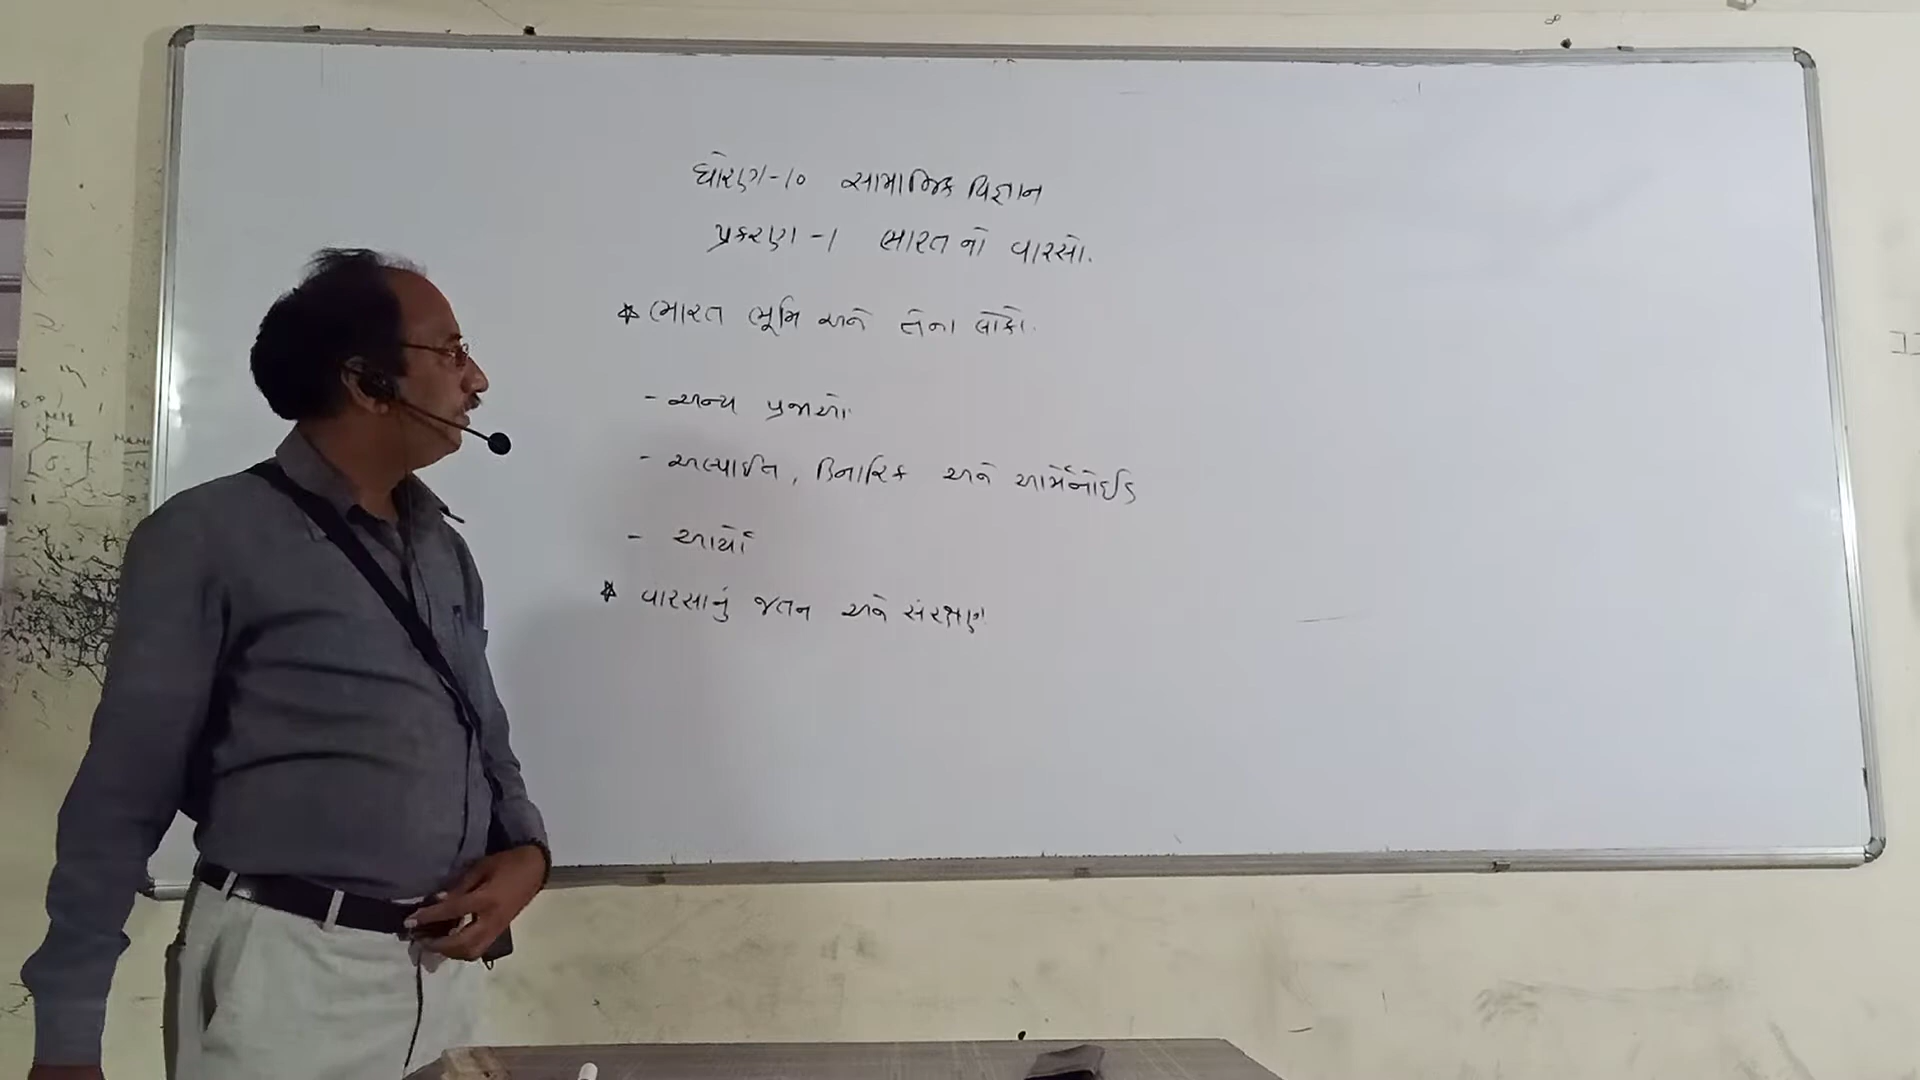 ધોરણ-10 સામાજિક વિજ્ઞાન
પ્રકરણ-1 ભારતનો વારસો.
* ભારત ભૂમિ અને તેના લોકો.
- અન્ય પ્રજાઓ
- અલ્પાઈન, ડિનારિક અને આર્મેનોઈડ
- આર્યો
* વારસાનું જતન અને સંરક્ષણ